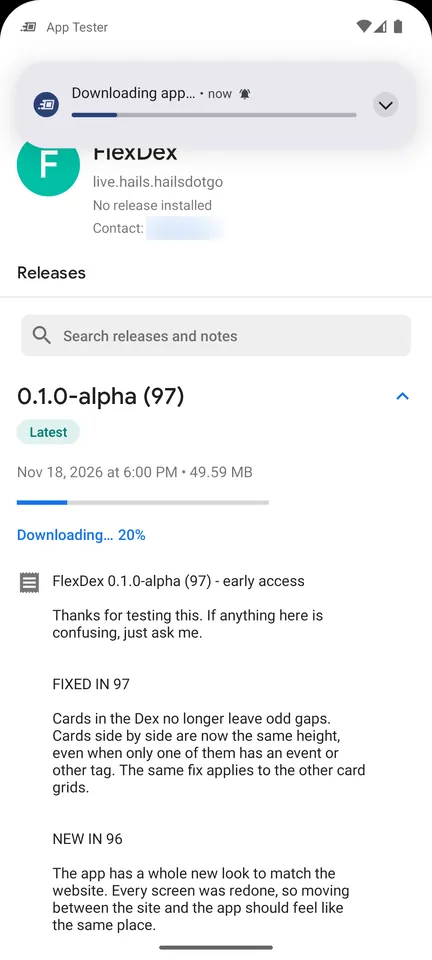 App Tester
Downloading app… • now
F
FlexDex
live.hails.hailsdotgo
No release installed
Contact:
Releases
Search releases and notes
0.1.0-alpha (97)
Latest
Nov 18, 2026 at 6:00 PM • 49.59 MB
Downloading… 20%
FlexDex 0.1.0-alpha (97) - early access
Thanks for testing this. If anything here is
confusing, just ask me.
FIXED IN 97
Cards in the Dex no longer leave odd gaps.
Cards side by side are now the same height,
even when only one of them has an event or
other tag. The same fix applies to the other card
grids.
NEW IN 96
The app has a whole new look to match the
website. Every screen was redone, so moving
between the site and the app should feel like
the same place.